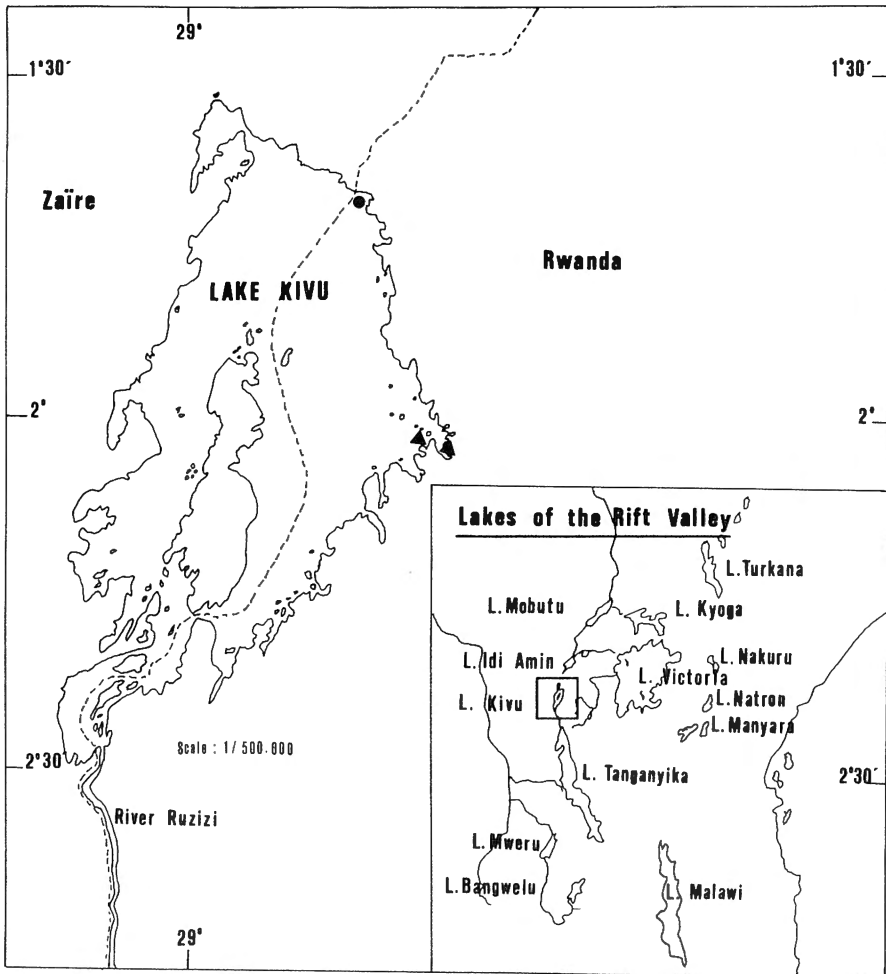 29°
1°30′
1°30′
Zaïre
Rwanda
LAKE KIVU
2°
2°
Lakes of the Rift Valley
L. Turkana
L. Mobutu
L. Kyoga
L. Idi Amin
L. Nakuru
L. Victoria
L. Kivu
L. Natron
L. Manyara
Scale : 1/ 500.000
2°30′
L. Tanganyika
2°30′
River Ruzizi
L. Mweru
L. Bangwelu
L. Malawi
29°